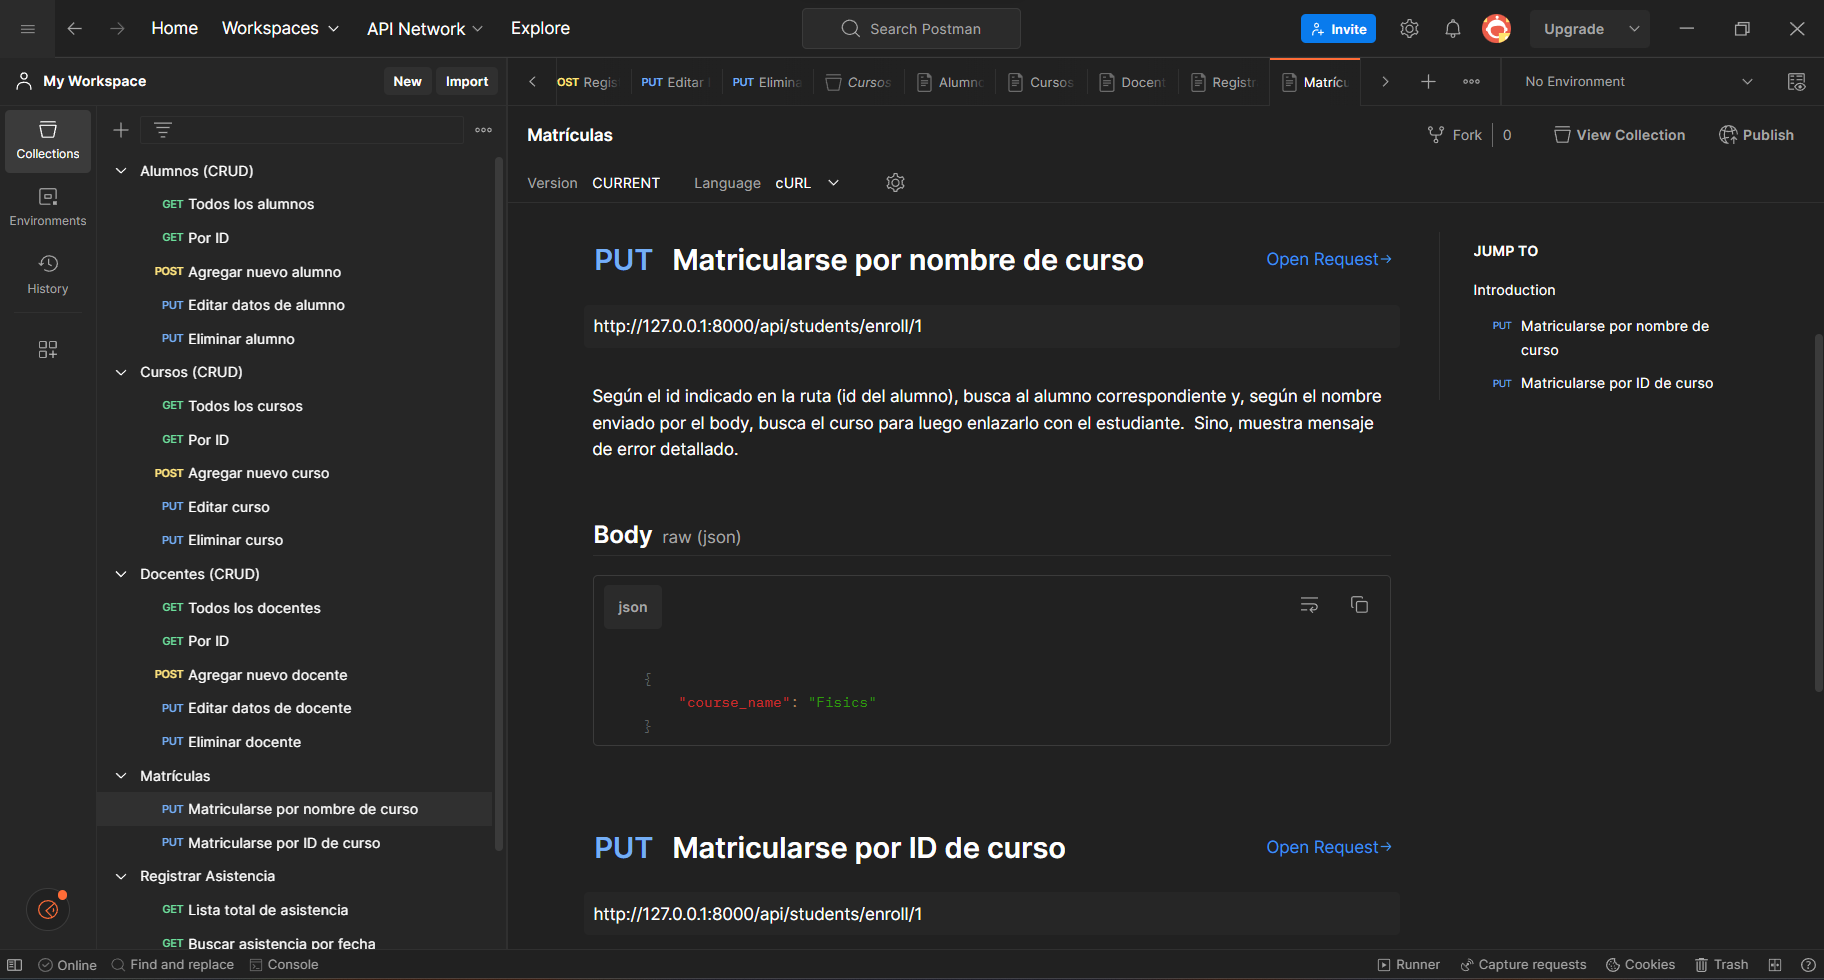 Home Workspaces API Network Explore Search Postman Invite Upgrade
My Workspace New Import
OST Regis PUT Editar PUT Elimina Cursos Alumno Cursos Docent Registr Matrícu No Environment
Collections
Environments
History
Alumnos (CRUD)
GET Todos los alumnos
GET Por ID
POST Agregar nuevo alumno
PUT Editar datos de alumno
PUT Eliminar alumno
Cursos (CRUD)
GET Todos los cursos
GET Por ID
POST Agregar nuevo curso
PUT Editar curso
PUT Eliminar curso
Docentes (CRUD)
GET Todos los docentes
GET Por ID
POST Agregar nuevo docente
PUT Editar datos de docente
PUT Eliminar docente
Matrículas
PUT Matricularse por nombre de curso
PUT Matricularse por ID de curso
Registrar Asistencia
GET Lista total de asistencia
GET Buscar asistencia por fecha
Matrículas Fork 0 View Collection Publish
Version CURRENT Language cURL
PUT Matricularse por nombre de curso Open Request→
http://127.0.0.1:8000/api/students/enroll/1
Según el id indicado en la ruta (id del alumno), busca al alumno correspondiente y, según el nombre
enviado por el body, busca el curso para luego enlazarlo con el estudiante. Sino, muestra mensaje
de error detallado.
Body raw (json)
json
{
"course_name": "Fisics"
}
PUT Matricularse por ID de curso Open Request→
http://127.0.0.1:8000/api/students/enroll/1
JUMP TO
Introduction
PUT Matricularse por nombre de
curso
PUT Matricularse por ID de curso
Online Find and replace Console Runner Capture requests Cookies Trash